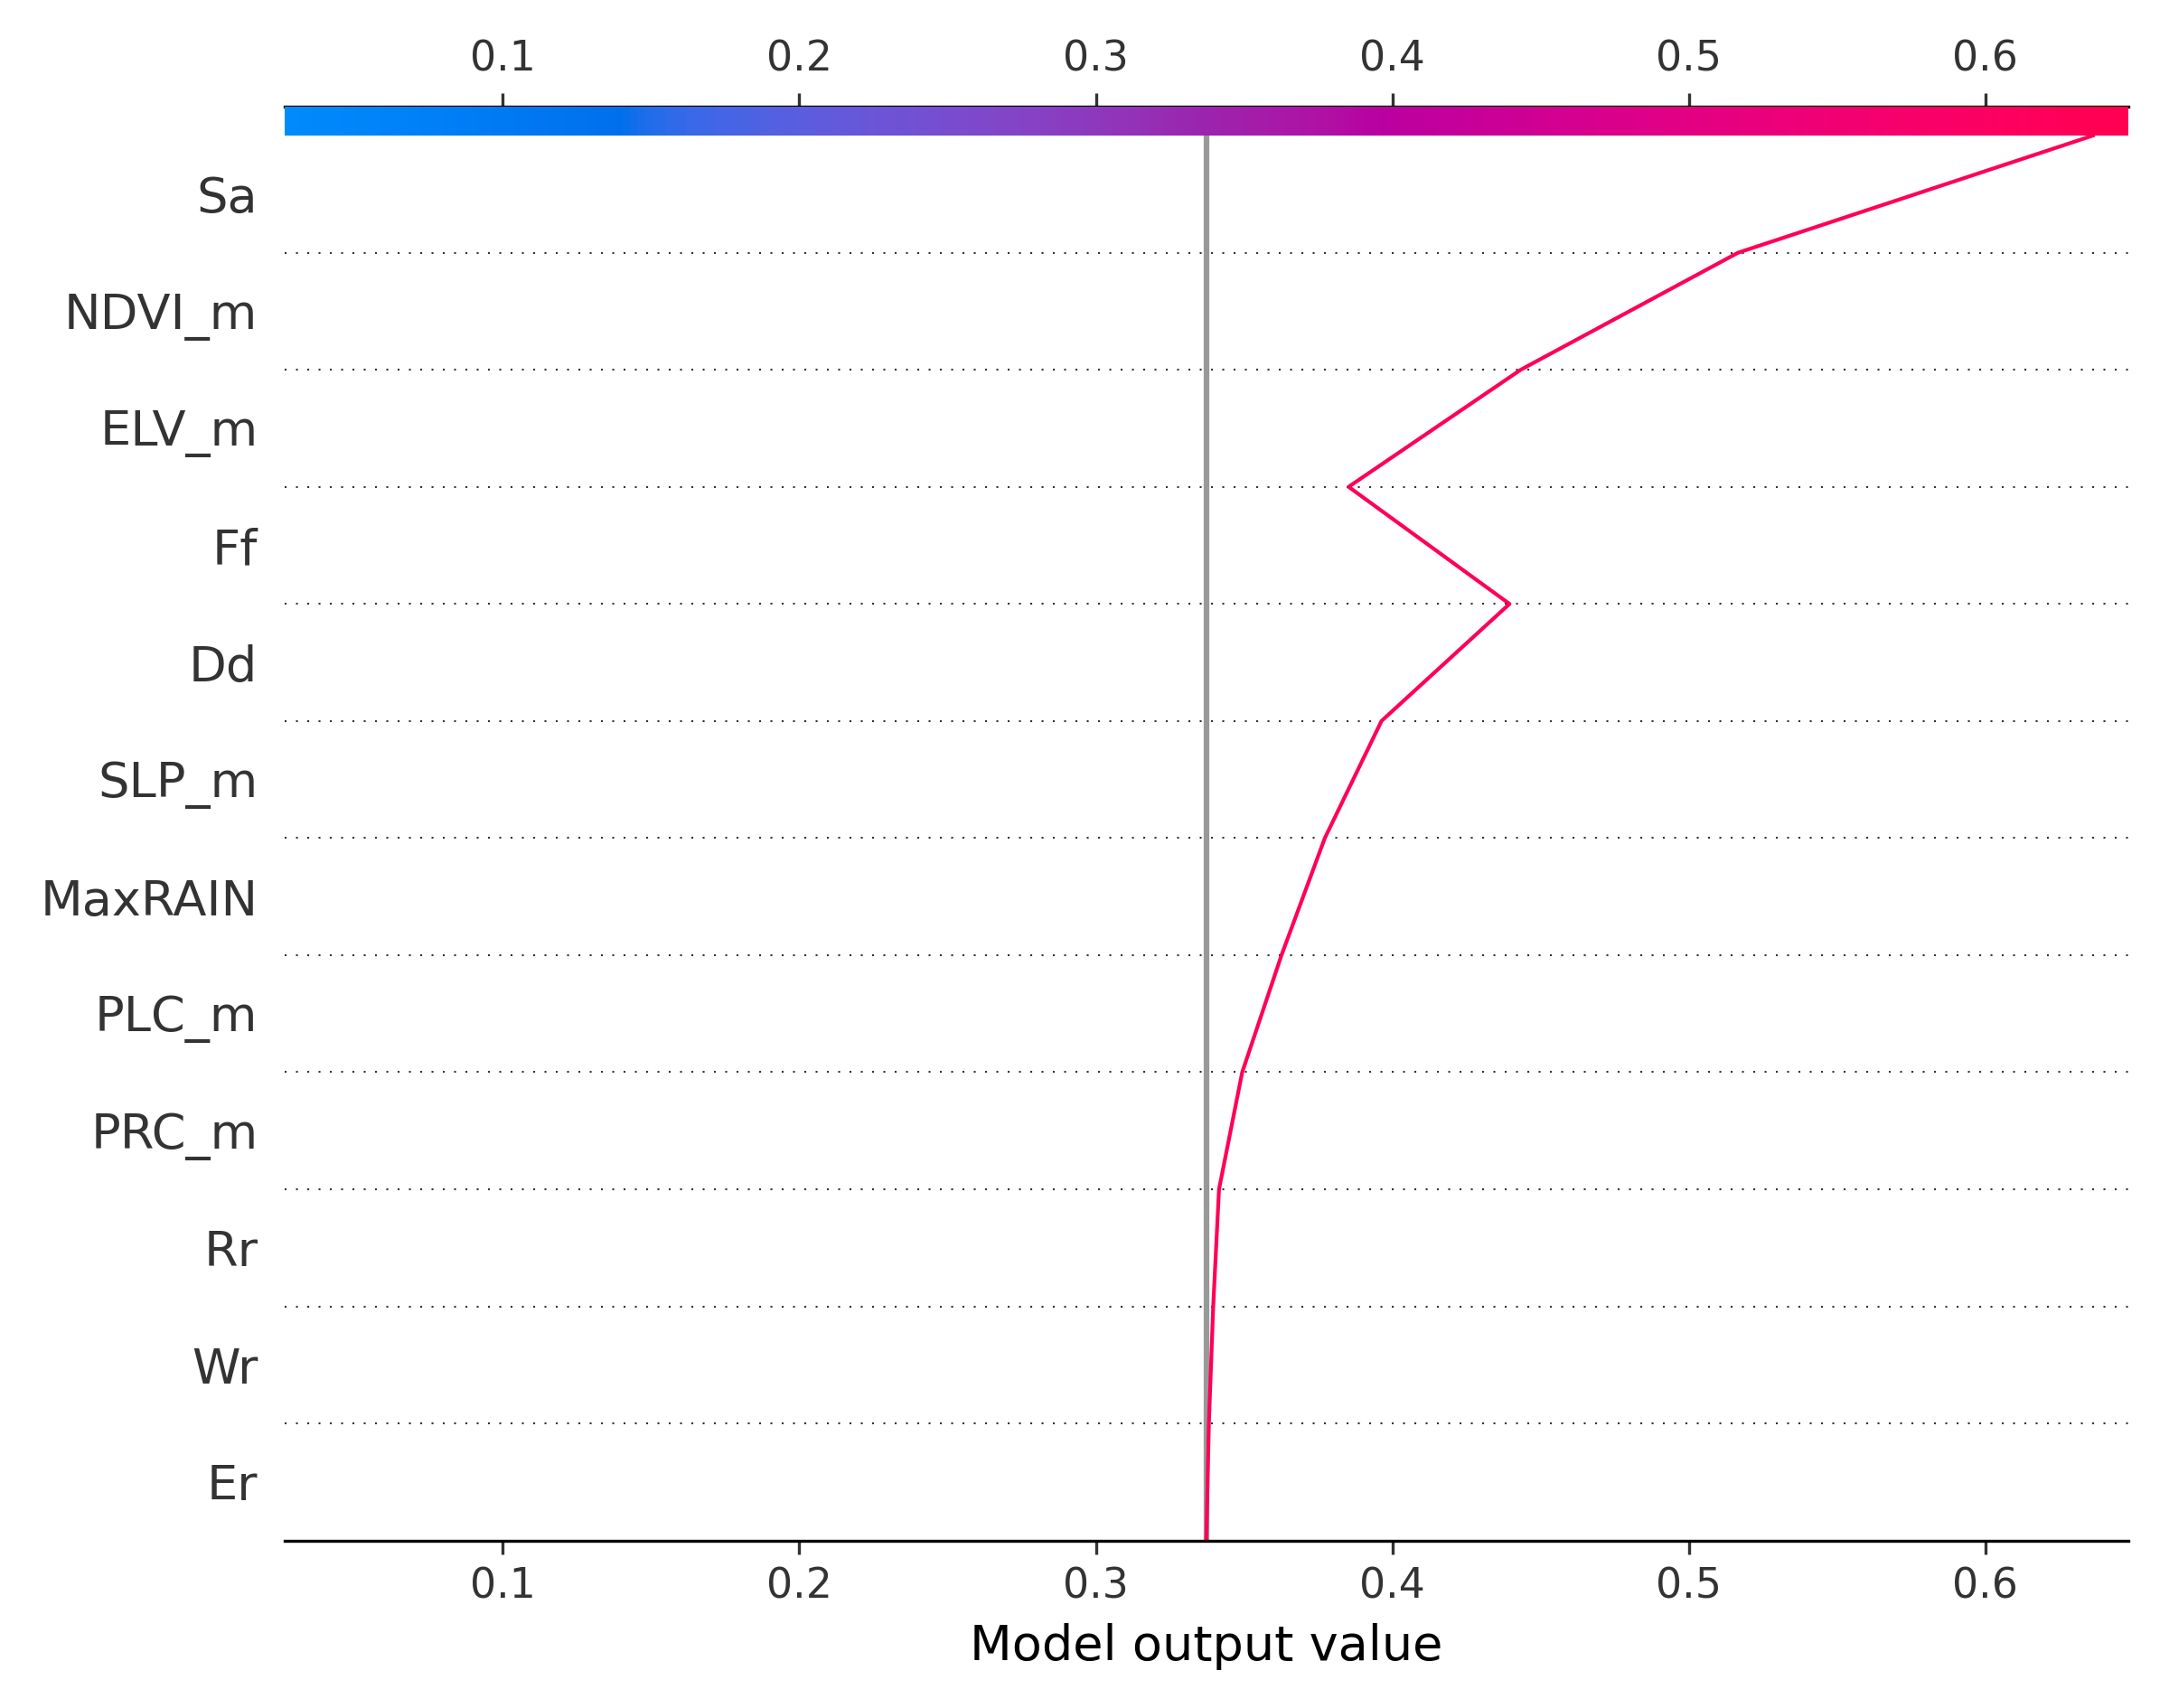 0.1 0.2 0.3 0.4 0.5 0.6
Sa
NDVI_m
ELV_m
Ff
Dd
SLP_m
MaxRAIN
PLC_m
PRC_m
Rr
Wr
Er
0.1 0.2 0.3 0.4 0.5 0.6
Model output value